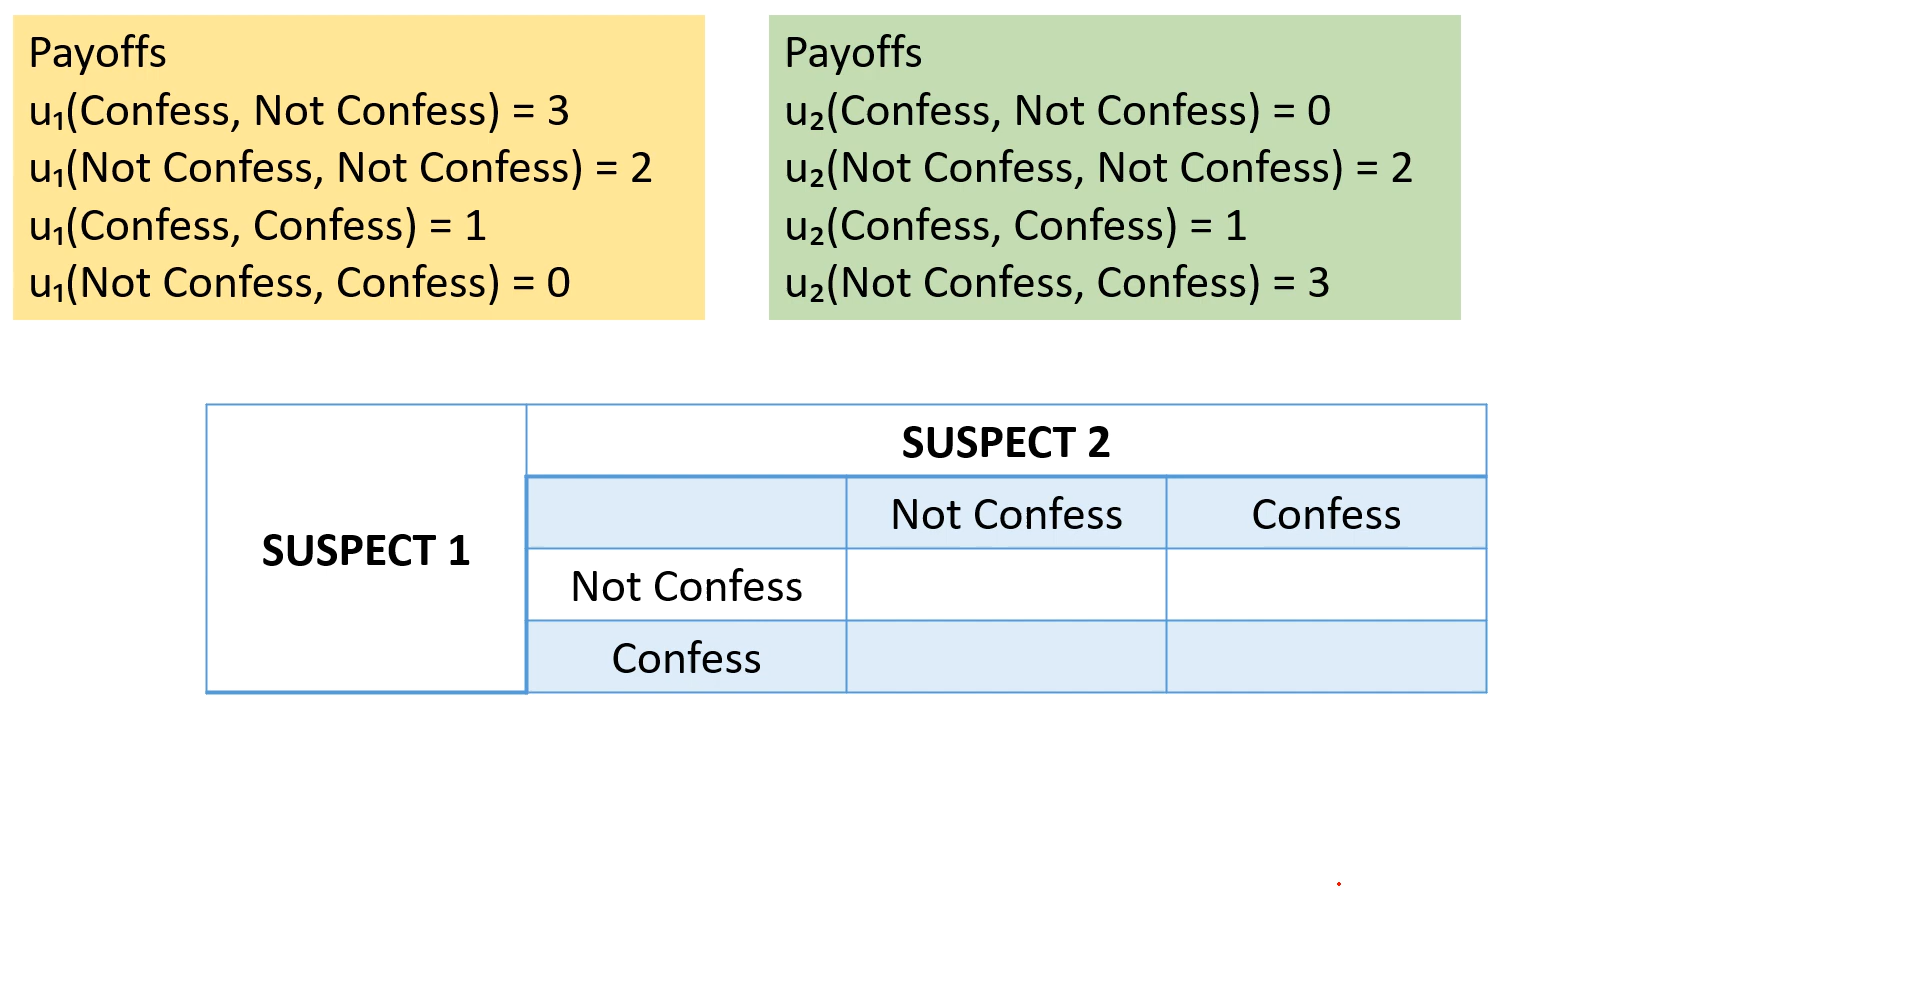 Payoffs
u₁(Confess, Not Confess) = 3
u₁(Not Confess, Not Confess) = 2
u₁(Confess, Confess) = 1
u₁(Not Confess, Confess) = 0
Payoffs
u₂(Confess, Not Confess) = 0
u₂(Not Confess, Not Confess) = 2
u₂(Confess, Confess) = 1
u₂(Not Confess, Confess) = 3
SUSPECT 2
Not Confess Confess
SUSPECT 1
Not Confess
Confess